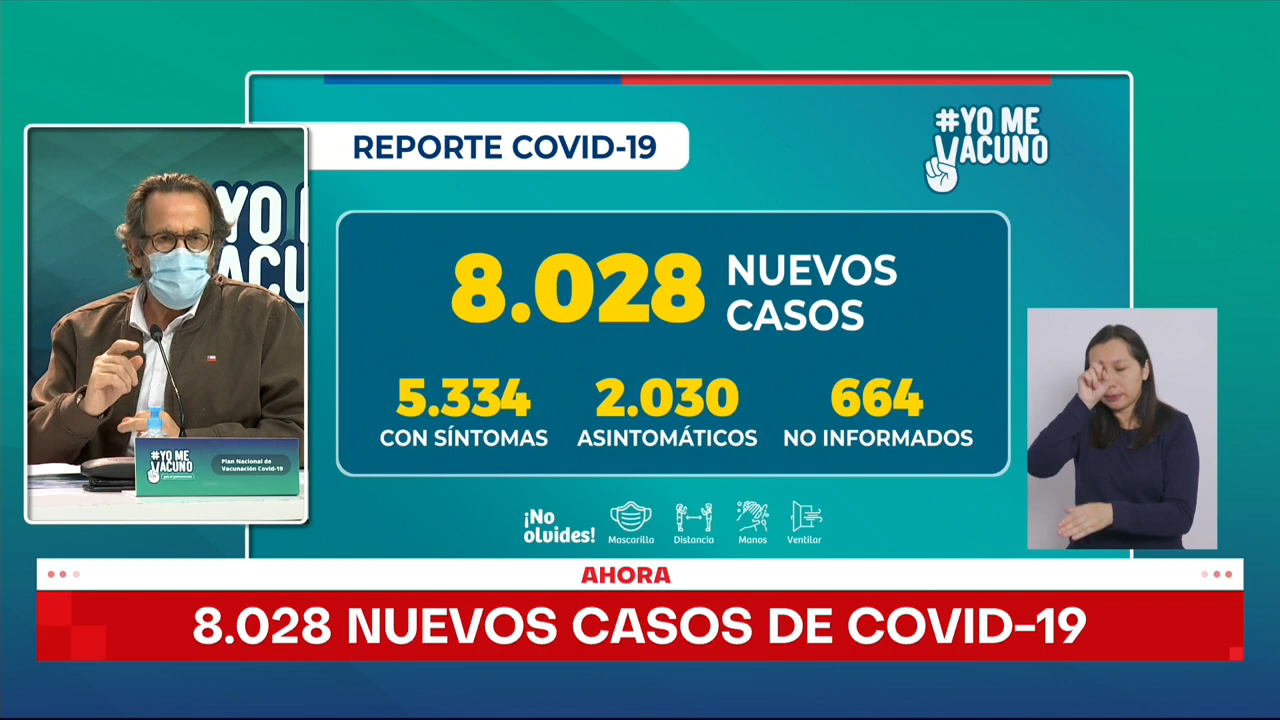 REPORTE COVID-19
#YO ME
VACUNO
YO
8.028
NUEVOS
CASOS
5.334
CON SÍNTOMAS
2.030
ASINTOMÁTICOS
664
NO INFORMADOS
#YO ME
VACUNO
Plan Nacional de
Vacunación Covid-19
¡No
olvides!
Mascarilla
Distancia
Manos
Ventilar
AHORA
8.028 NUEVOS CASOS DE COVID-19